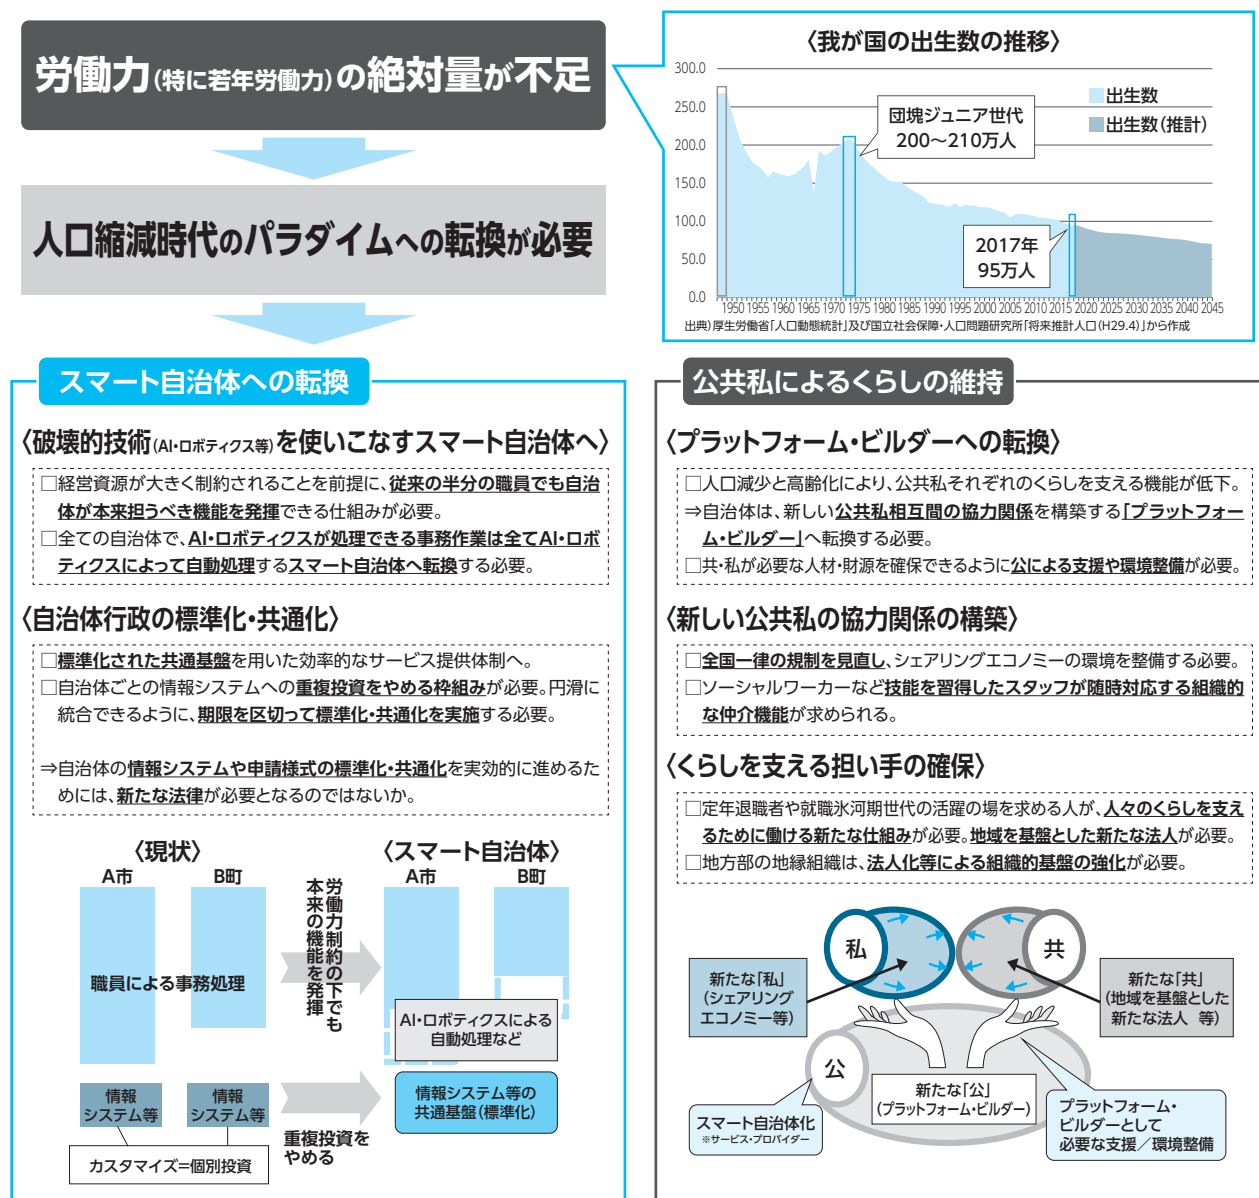 労働力(特に若年労働力)の絶対量が不足
人口縮減時代のパラダイムへの転換が必要
〈我が国の出生数の推移〉
300.0
250.0
200.0
150.0
100.0
50.0
0.0
出生数
出生数(推計)
団塊ジュニア世代
200〜210万人
2017年
95万人
1950 1955 1960 1965 1970 1975 1980 1985 1990 1995 2000 2005 2010 2015 2020 2025 2030 2035 2040 2045
出典)厚生労働省「人口動態統計」及び国立社会保障・人口問題研究所「将来推計人口(H29.4)」から作成
スマート自治体への転換
〈破壊的技術(AI・ロボティクス等)を使いこなすスマート自治体へ〉
□経営資源が大きく制約されることを前提に、従来の半分の職員でも自治
体が本来担うべき機能を発揮できる仕組みが必要。
□全ての自治体で、AI・ロボティクスが処理できる事務作業は全てAI・ロボ
ティクスによって自動処理するスマート自治体へ転換する必要。
〈自治体行政の標準化・共通化〉
□標準化された共通基盤を用いた効率的なサービス提供体制へ。
□自治体ごとの情報システムへの重複投資をやめる枠組みが必要。円滑に
統合できるように、期限を区切って標準化・共通化を実施する必要。
⇒自治体の情報システムや申請様式の標準化・共通化を実効的に進めるた
めには、新たな法律が必要となるのではないか。
〈現状〉
A市
B町
職員による事務処理
情報
システム等
情報
システム等
カスタマイズ=個別投資
労働力制約の下でも
本来の機能を発揮
重複投資を
やめる
〈スマート自治体〉
A市
B町
AI・ロボティクスによる
自動処理など
情報システム等の
共通基盤(標準化)
公共私によるくらしの維持
〈プラットフォーム・ビルダーへの転換〉
□人口減少と高齢化により、公共私それぞれのくらしを支える機能が低下。
⇒自治体は、新しい公共私相互間の協力関係を構築する「プラットフォー
ム・ビルダー」へ転換する必要。
□共・私が必要な人材・財源を確保できるように公による支援や環境整備が必要。
〈新しい公共私の協力関係の構築〉
□全国一律の規制を見直し、シェアリングエコノミーの環境を整備する必要。
□ソーシャルワーカーなど技能を習得したスタッフが随時対応する組織的
な仲介機能が求められる。
〈くらしを支える担い手の確保〉
□定年退職者や就職氷河期世代の活躍の場を求める人が、人々のくらしを支え
るために働ける新たな仕組みが必要。地域を基盤とした新たな法人が必要。
□地方部の地縁組織は、法人化等による組織的基盤の強化が必要。
私
共
新たな「私」
(シェアリング
エコノミー等)
新たな「共」
(地域を基盤とした
新たな法人 等)
公
新たな「公」
(プラットフォーム・ビルダー)
スマート自治体化
※サービス・プロバイダー
プラットフォーム・
ビルダーとして
必要な支援／環境整備